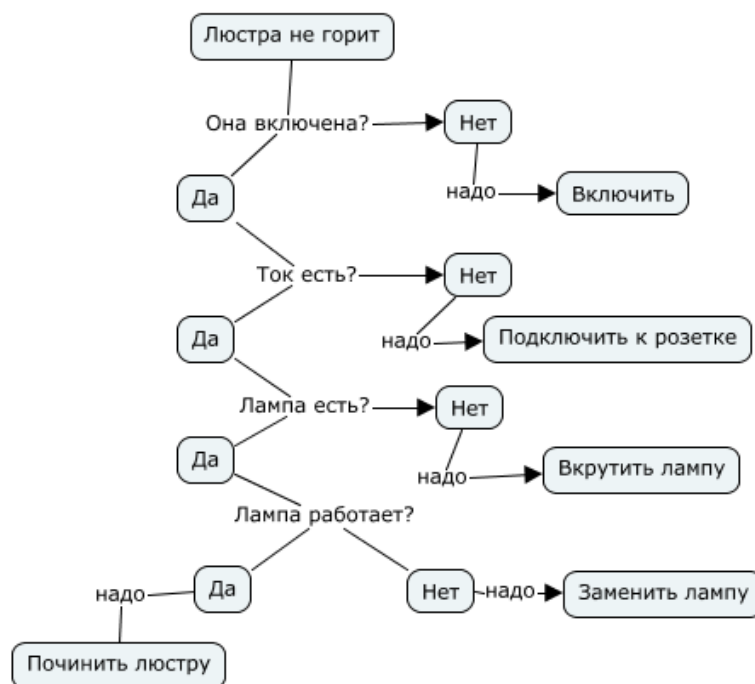 Люстра не горит
Она включена?
Нет
Да
надо
Включить
Ток есть?
Нет
Да
надо
Подключить к розетке
Лампа есть?
Нет
Да
надо
Вкрутить лампу
Лампа работает?
надо
Да
Нет
надо
Заменить лампу
Починить люстру